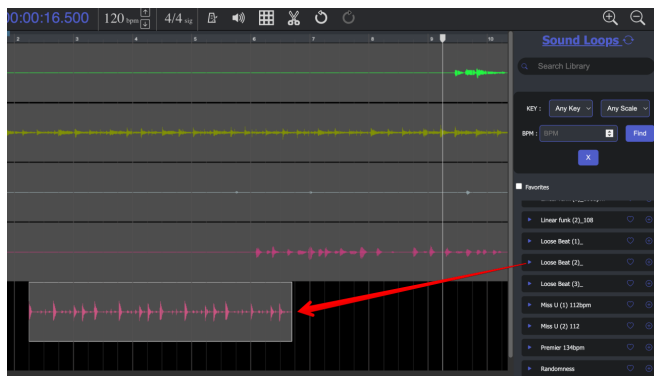 0:00:16.500 120 bpm 4/4 sig
2 3 4 5 6 7 8 9 10
Sound Loops
Search Library
KEY : Any Key Any Scale
BPM : BPM Find
X
Favorites
Linear funk (2)_108
Loose Beat (1)_
Loose Beat (2)_
Loose Beat (3)_
Miss U (1) 112bpm
Miss U (2) 112
Premier 134bpm
Randomness